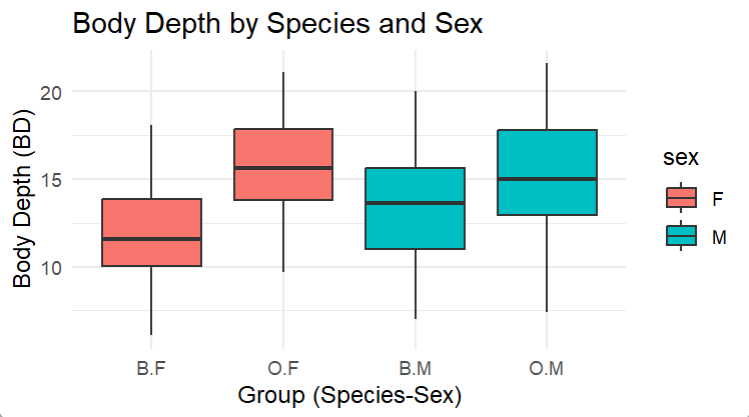 Body Depth by Species and Sex
Body Depth (BD)
20
15
10
B.F
O.F
B.M
O.M
Group (Species-Sex)
sex
F
M